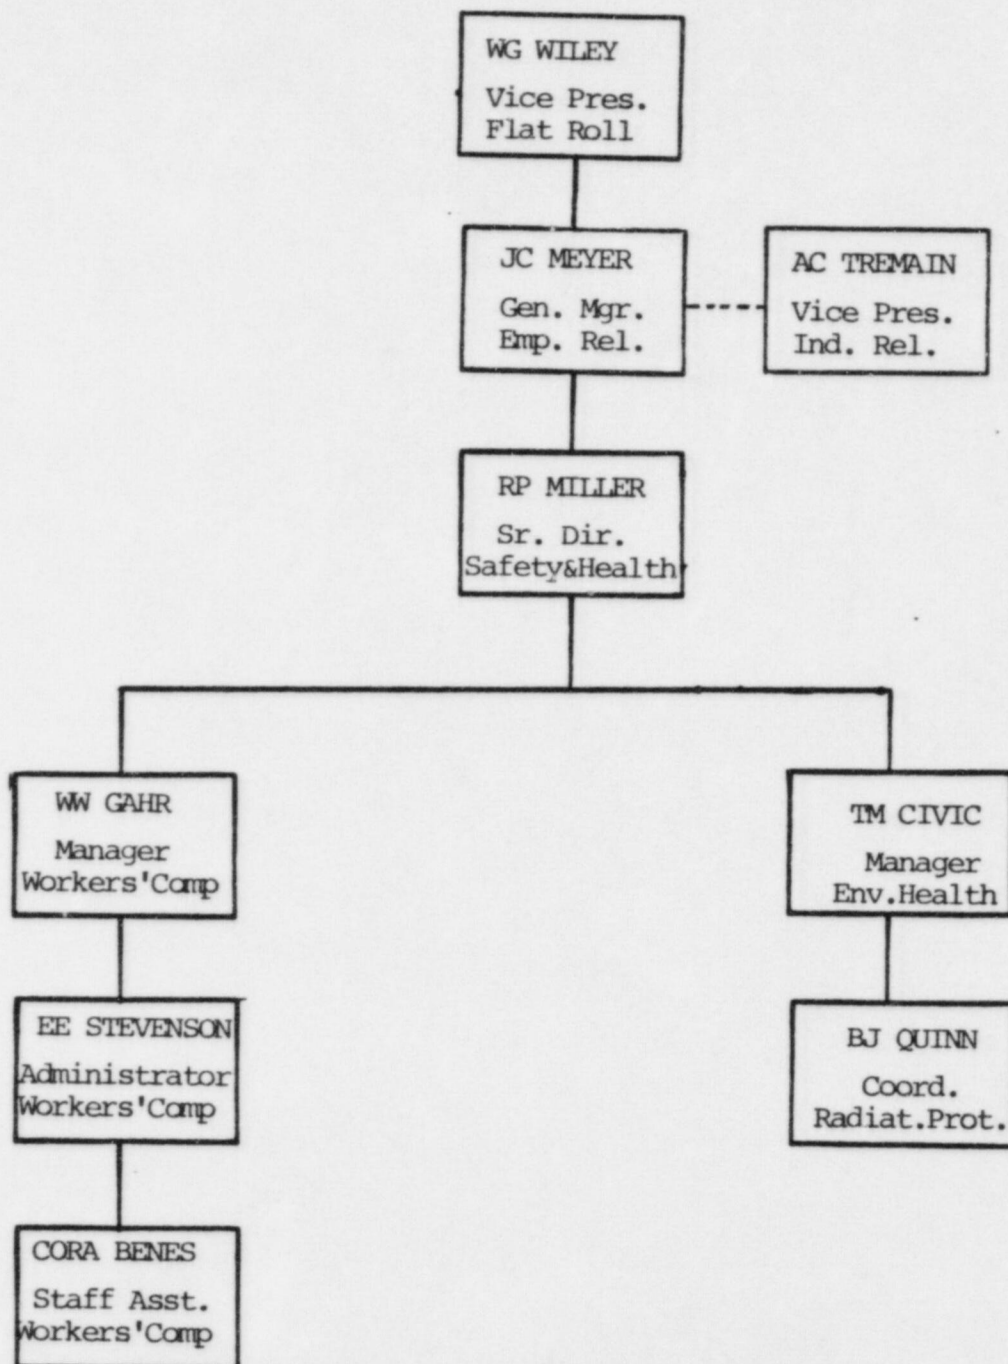 WG WILEY
Vice Pres.
Flat Roll
JC MEYER
Gen. Mgr.
Emp. Rel.
AC TREMAIN
Vice Pres.
Ind. Rel.
RP MILLER
Sr. Dir.
Safety&Health
WW GAHR
Manager
Workers'Comp
TM CIVIC
Manager
Env.Health
EE STEVENSON
Administrator
Workers'Comp
BJ QUINN
Coord.
Radiat.Prot.
CORA BENES
Staff Asst.
Workers'Comp